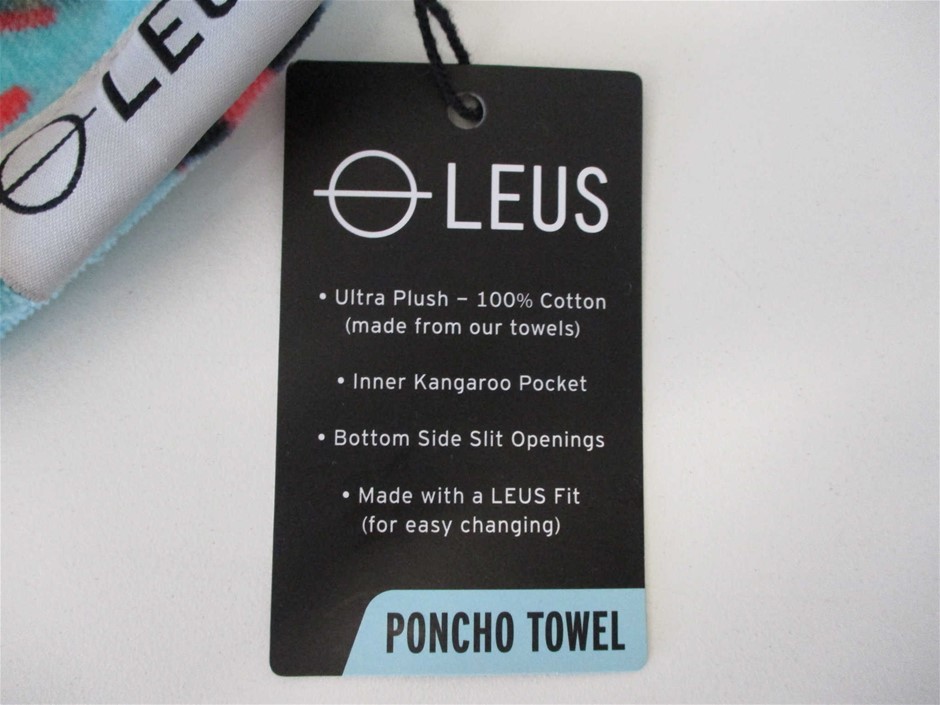 LEUS
LEUS
• Ultra Plush – 100% Cotton
(made from our towels)
• Inner Kangaroo Pocket
• Bottom Side Slit Openings
• Made with a LEUS Fit
(for easy changing)
PONCHO TOWEL